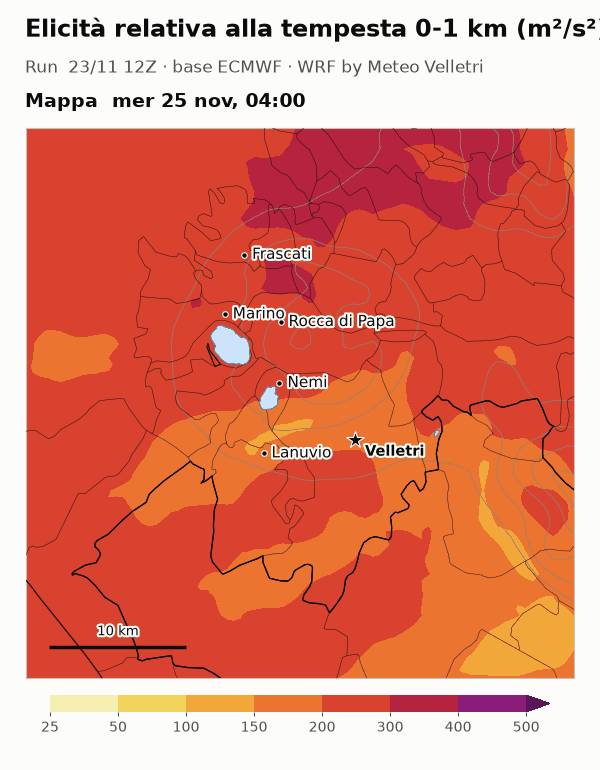 Elicità relativa alla tempesta 0-1 km (m²/s²)
Run  23/11 12Z · base ECMWF · WRF by Meteo Velletri
Mappa  mer 25 nov, 04:00
Frascati
Marino
Rocca di Papa
Nemi
Velletri
Lanuvio
10 km
25 50 100 150 200 300 400 500